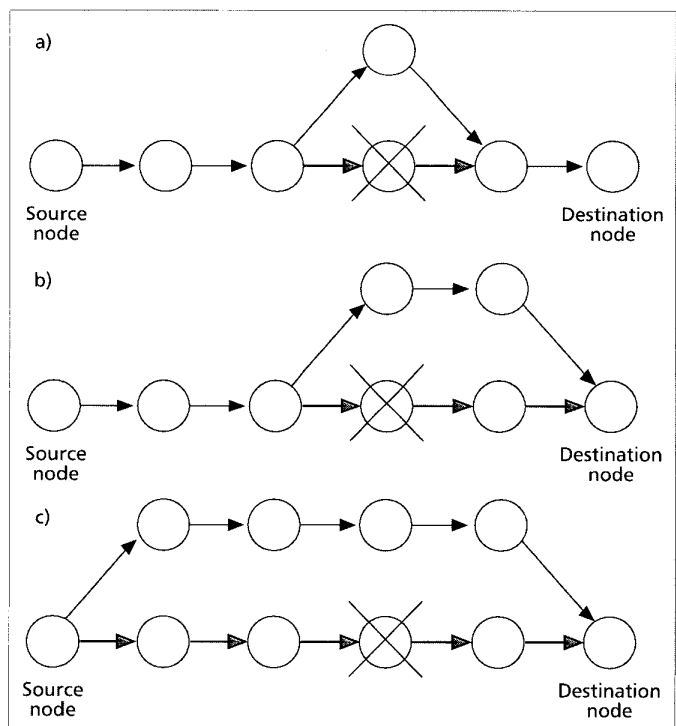 a)
Source
node
Destination
node
b)
Source
node
Destination
node
c)
Source
node
Destination
node